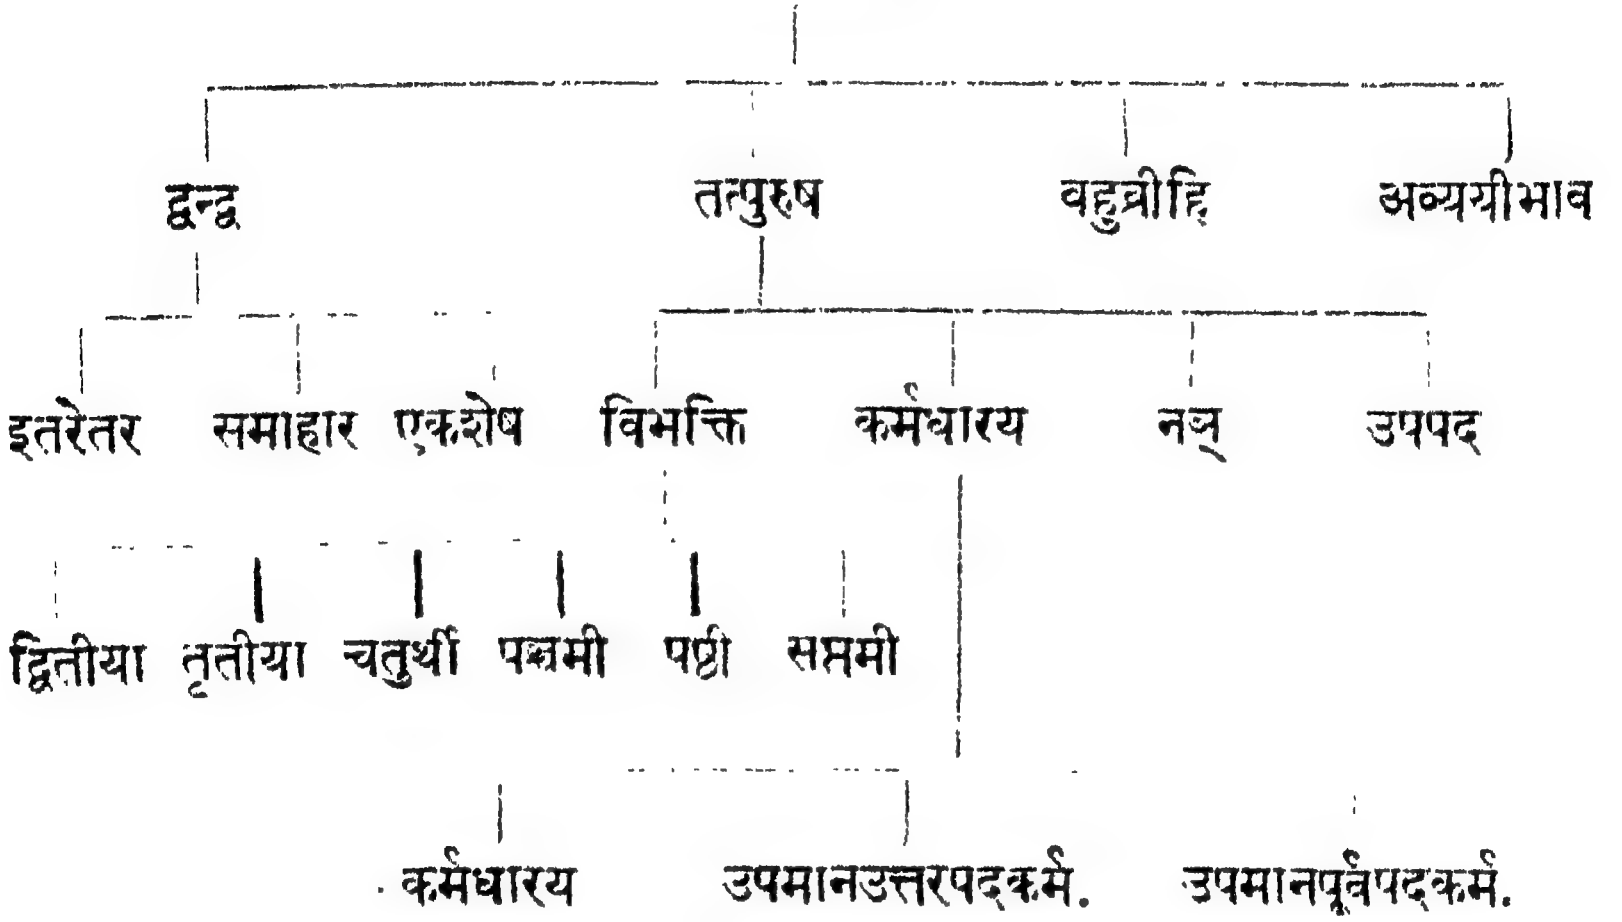 द्वन्द्व तत्पुरुष वहुव्रीहि अव्ययीभाव
इतरेतर समाहार एकशेष विभक्ति कर्मधारय नञ् उपपद
द्वितीया तृतीया चतुर्थी पञ्चमी षष्ठी सप्तमी
कर्मधारय उपमानउत्तरपदकर्म. उपमानपूर्वपदकर्म.